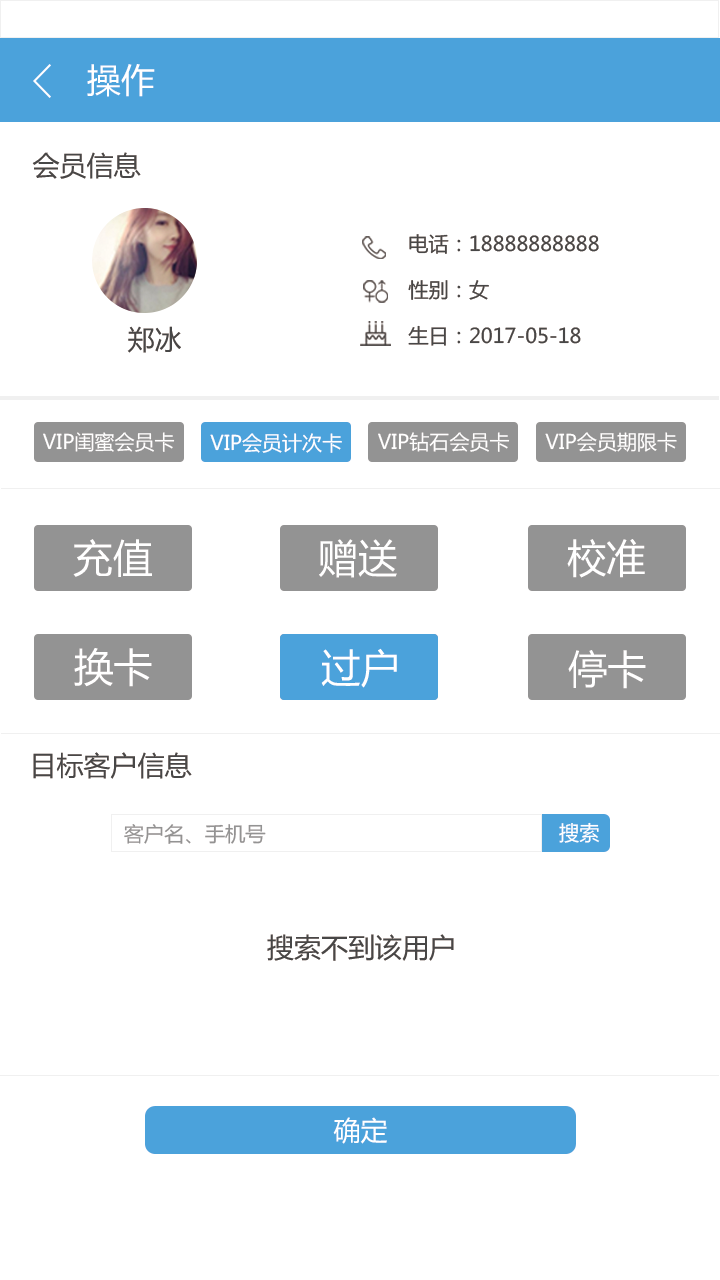 操作
会员信息
电话：18888888888
性别：女
郑冰
生日：2017-05-18
VIP闺蜜会员卡 VIP会员计次卡 VIP钻石会员卡 VIP会员期限卡
充值 赠送 校准
换卡 过户 停卡
目标客户信息
客户名、手机号 搜索
搜索不到该用户
确定